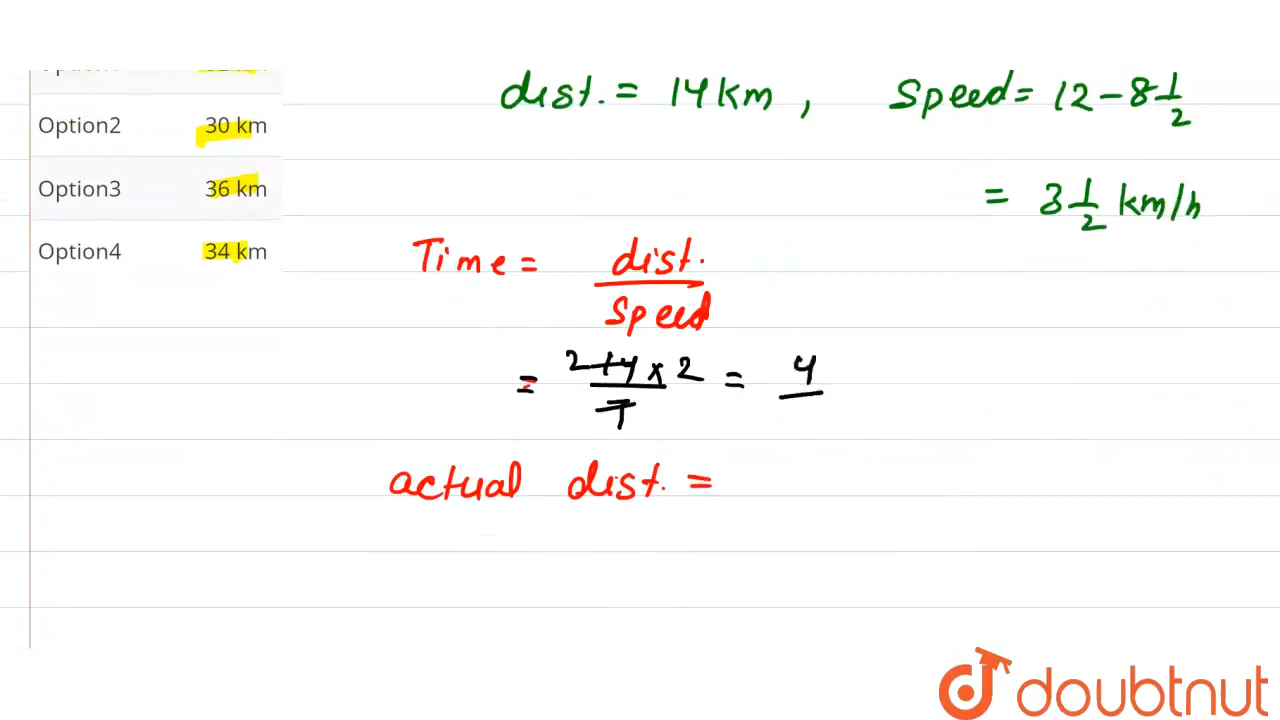 dist. = 14 km , Speed = 12 - 8 1/2
Option2 30 km
Option3 36 km
= 3 1/2 km/h
Option4 34 km
Time = dist. / Speed
= 2 14 x 2 / 7 = 4
actual dist. =
doubtnut